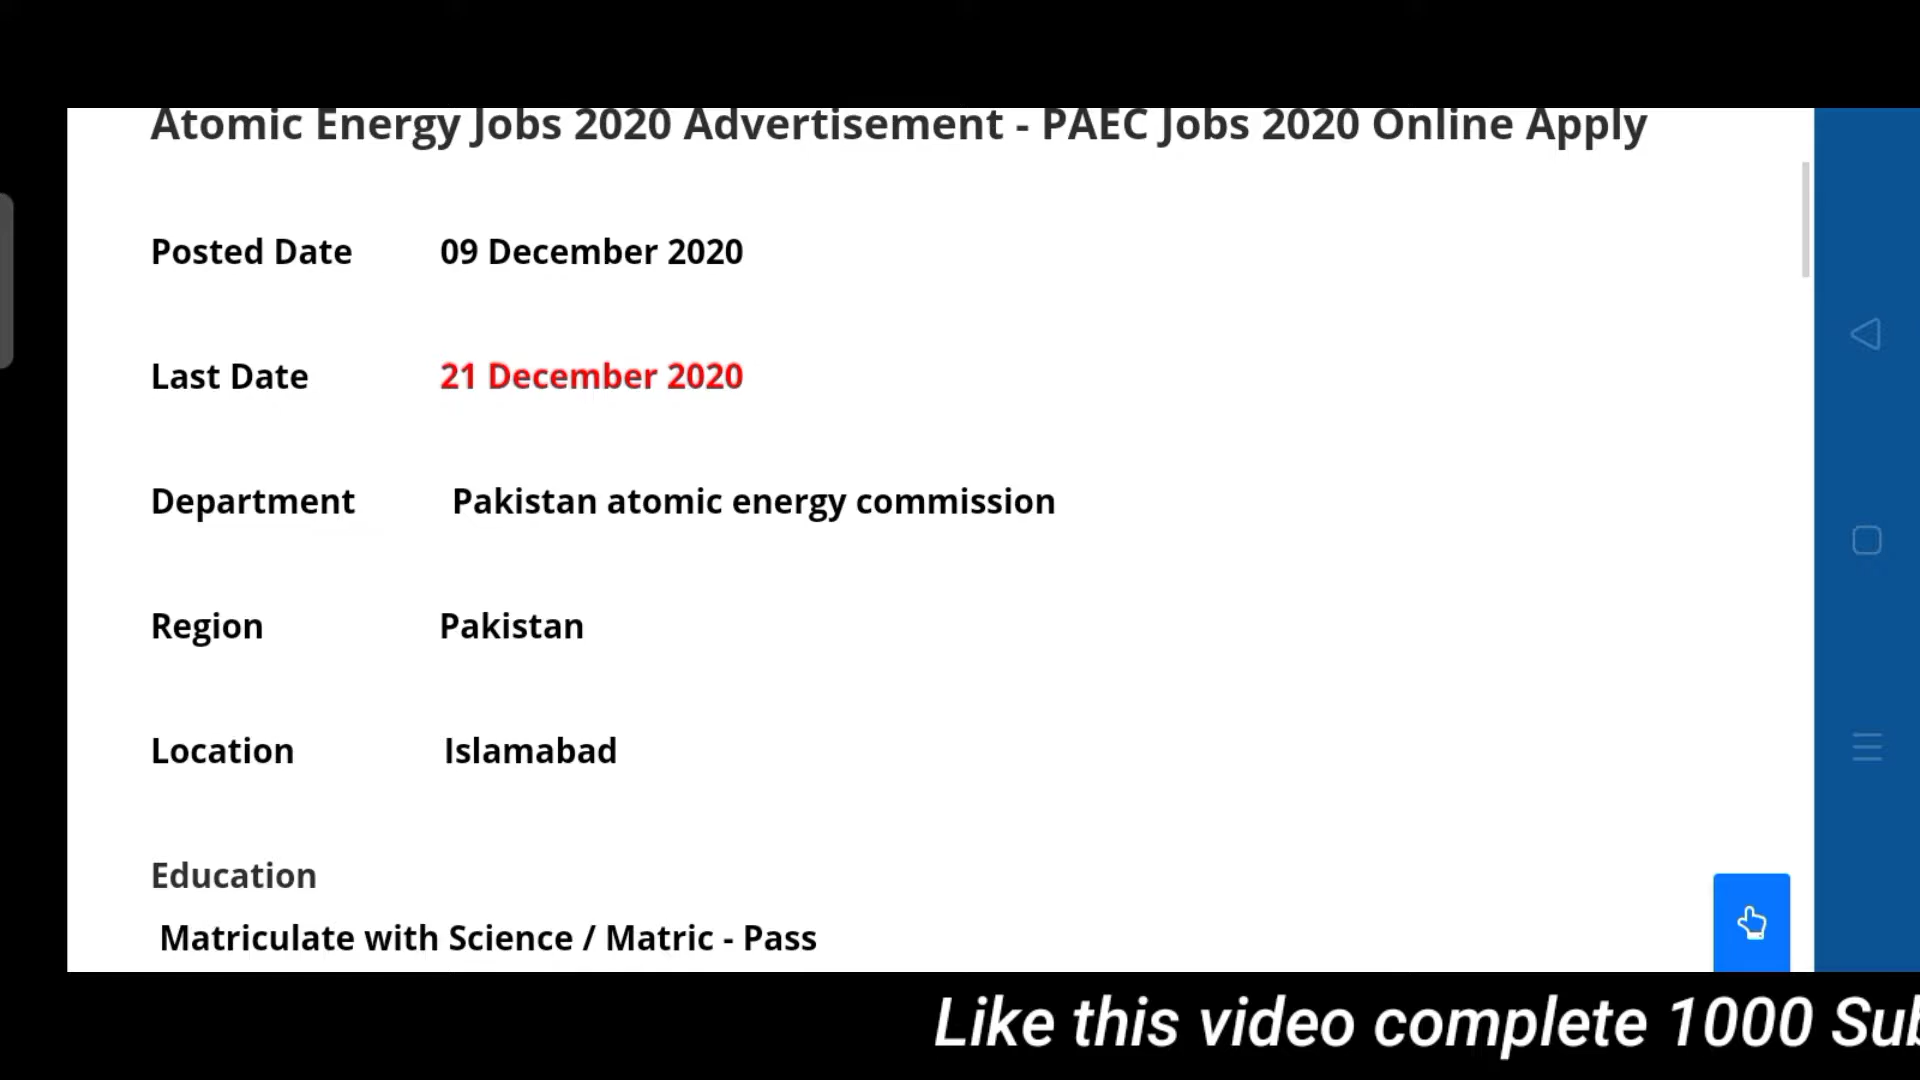 Atomic Energy Jobs 2020 Advertisement - PAEC Jobs 2020 Online Apply
Posted Date 09 December 2020
Last Date 21 December 2020
Department Pakistan atomic energy commission
Region Pakistan
Location Islamabad
Education
Matriculate with Science / Matric - Pass
Like this video complete 1000 Sub